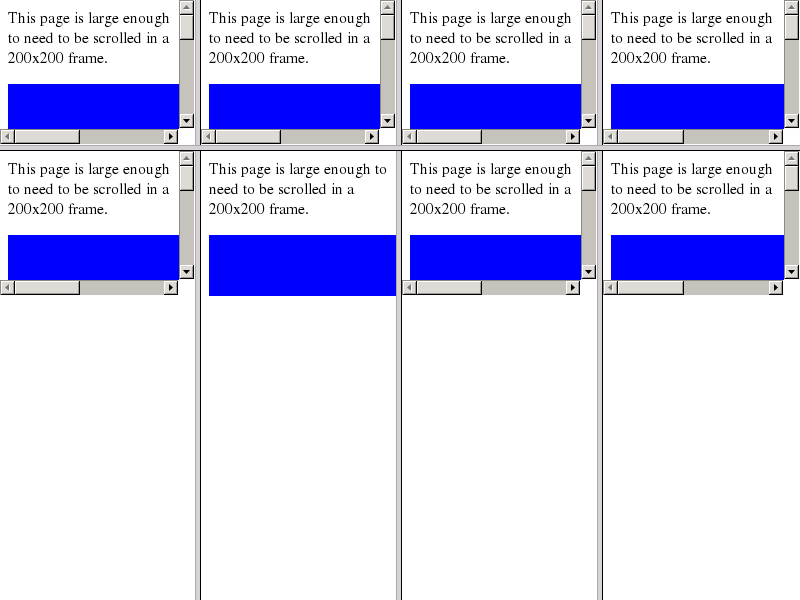 This page is large enough
to need to be scrolled in a
200x200 frame.
This page is large enough
to need to be scrolled in a
200x200 frame.
This page is large enough
to need to be scrolled in a
200x200 frame.
This page is large enough
to need to be scrolled in a
200x200 frame.
This page is large enough
to need to be scrolled in a
200x200 frame.
This page is large enough to
need to be scrolled in a
200x200 frame.
This page is large enough
to need to be scrolled in a
200x200 frame.
This page is large enough
to need to be scrolled in a
200x200 frame.